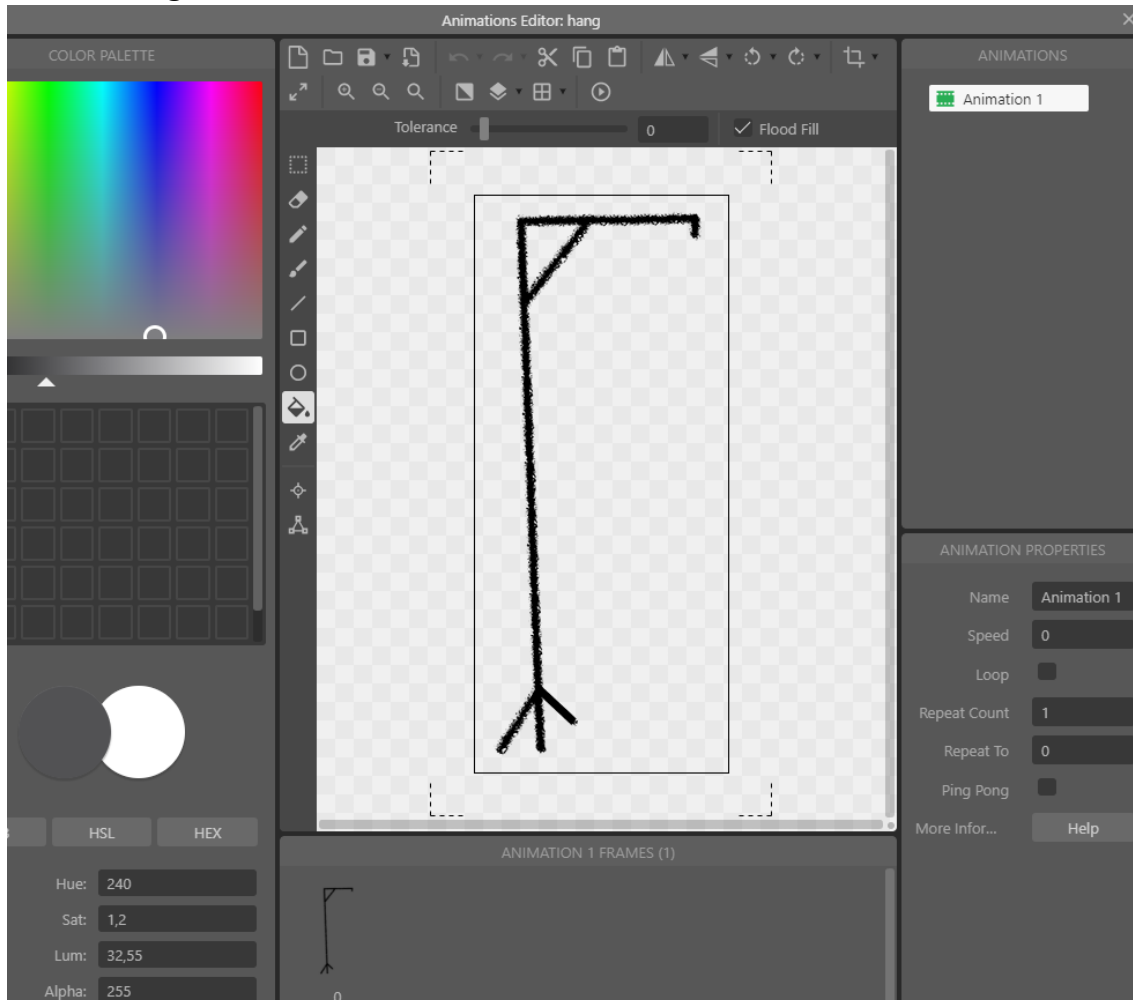 Animations Editor: hang
COLOR PALETTE
ANIMATIONS
Animation 1
Tolerance 0 Flood Fill
ANIMATION PROPERTIES
Name Animation 1
Speed 0
Loop
Repeat Count 1
Repeat To 0
Ping Pong
More Infor... Help
HSL HEX
Hue: 240
Sat: 1,2
Lum: 32,55
Alpha: 255
ANIMATION 1 FRAMES (1)
0